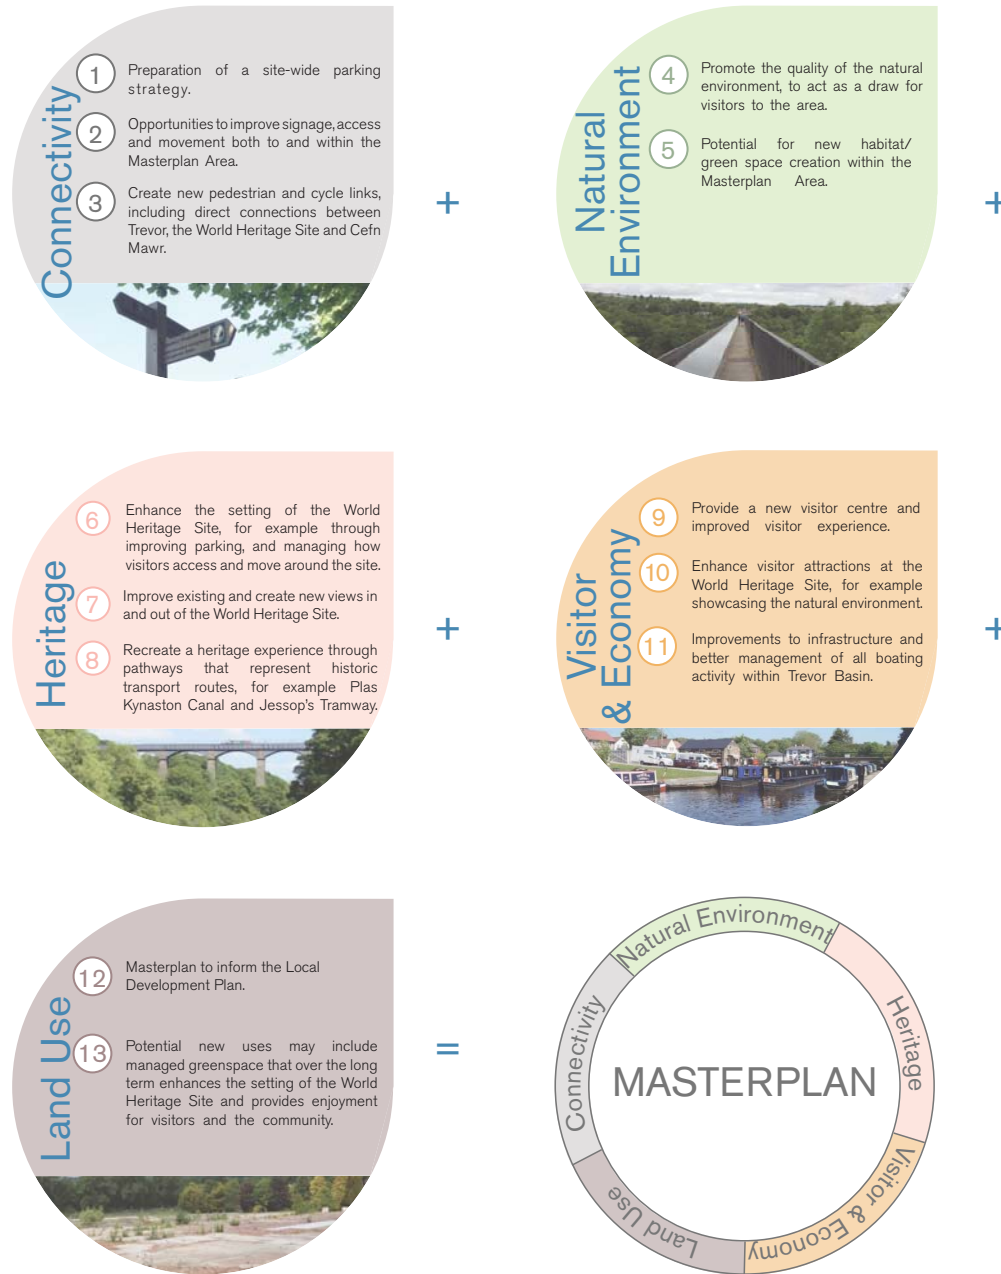 Connectivity
1
Preparation of a site-wide parking
strategy.
2
Opportunities to improve signage, access
and movement both to and within the
Masterplan Area.
3
Create new pedestrian and cycle links,
including direct connections between
Trevor, the World Heritage Site and Cefn
Mawr.
+
Natural
Environment
4
Promote the quality of the natural
environment, to act as a draw for
visitors to the area.
5
Potential for new habitat/
green space creation within the
Masterplan Area.
+
Heritage
6
Enhance the setting of the World
Heritage Site, for example through
improving parking, and managing how
visitors access and move around the site.
7
Improve existing and create new views in
and out of the World Heritage Site.
8
Recreate a heritage experience through
pathways that represent historic
transport routes, for example Plas
Kynaston Canal and Jessop's Tramway.
+
Visitor
& Economy
9
Provide a new visitor centre and
improved visitor experience.
10
Enhance visitor attractions at the
World Heritage Site, for example
showcasing the natural environment.
11
Improvements to infrastructure and
better management of all boating
activity within Trevor Basin.
+
Land Use
12
Masterplan to inform the Local
Development Plan.
13
Potential new uses may include
managed greenspace that over the long
term enhances the setting of the World
Heritage Site and provides enjoyment
for visitors and the community.
=
Natural Environment
Heritage
Visitor & Economy
Land Use
Connectivity
MASTERPLAN